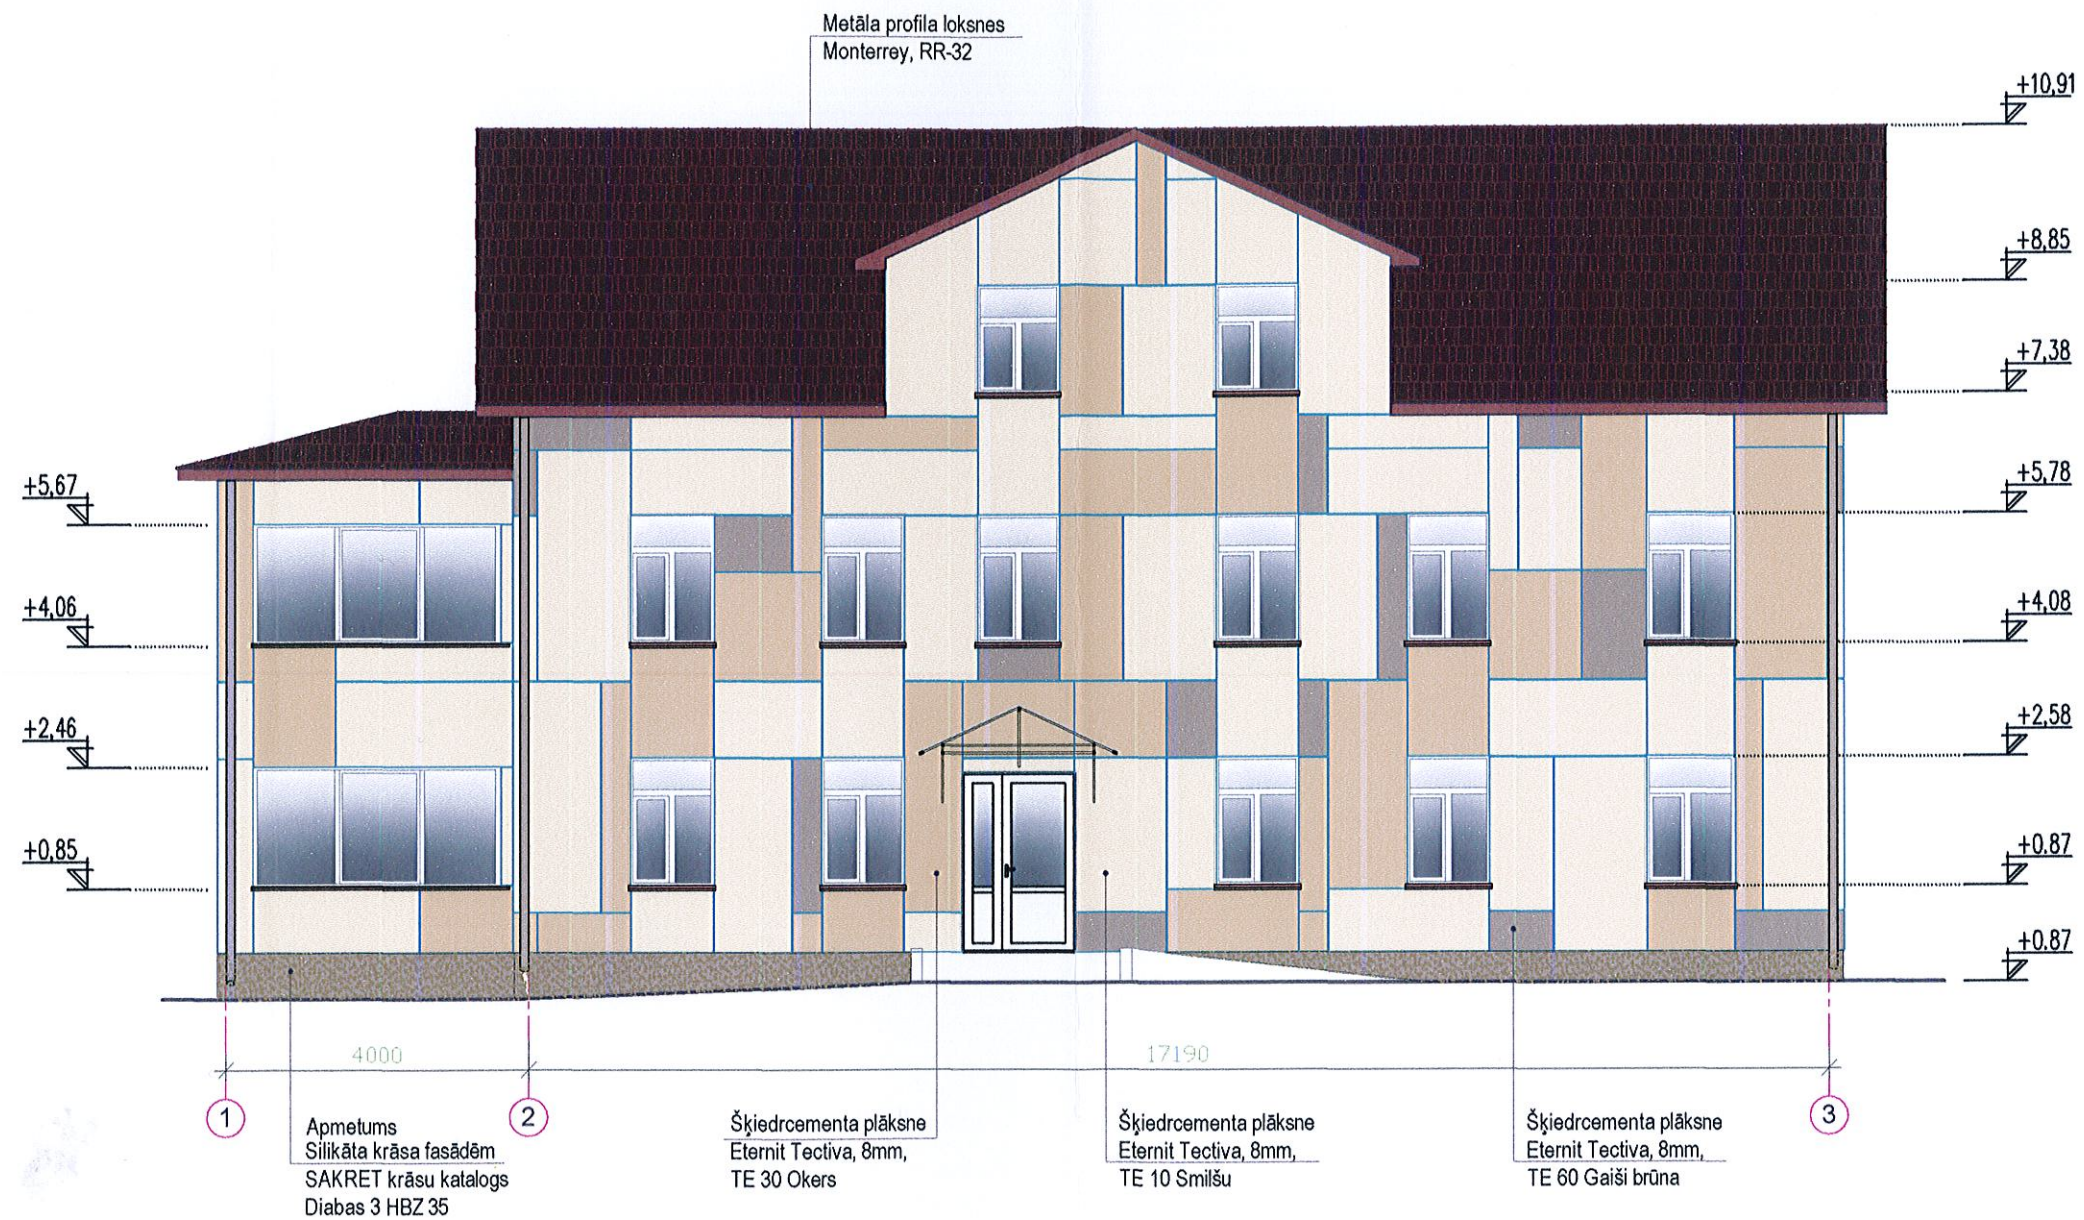 Metāla profila loksnes
Monterrey, RR-32
+10,91
+8,85
+7,38
+5,67
+5,78
+4,06
+4,08
+2,46
+2,58
+0,85
+0.87
+0.87
4000
17190
1
2
3
Apmetums
Silikāta krāsa fasādēm
SAKRET krāsu katalogs
Diabas 3 HBZ 35
Šķiedrcementa plāksne
Eternit Tectiva, 8mm,
TE 30 Okers
Šķiedrcementa plāksne
Eternit Tectiva, 8mm,
TE 10 Smilšu
Šķiedrcementa plāksne
Eternit Tectiva, 8mm,
TE 60 Gaiši brūna